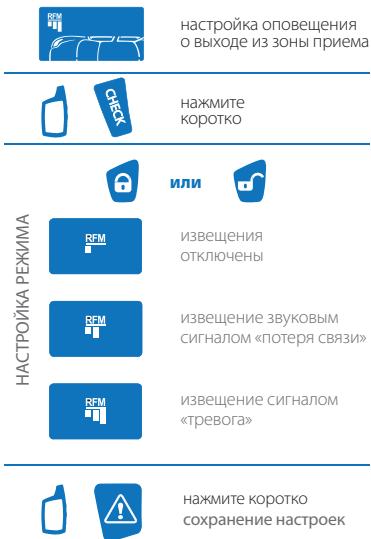 RFM
настройка оповещения
о выходе из зоны приема
CHECK
нажмите
коротко
или
НАСТРОЙКА РЕЖИМА
RFM
извещения
отключены
RFM
извещение звуковым
сигналом «потеря связи»
RFM
извещение сигналом
«тревога»
нажмите коротко
сохранение настроек